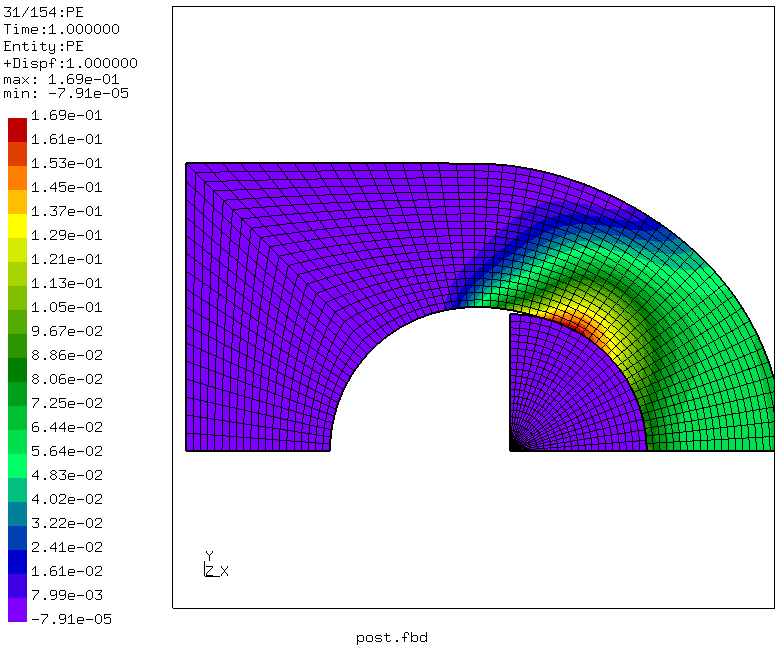 31/154:PE
Time:1.000000
Entity:PE
+Dispf:1.000000
max: 1.69e-01
min: -7.91e-05
1.69e-01
1.61e-01
1.53e-01
1.45e-01
1.37e-01
1.29e-01
1.21e-01
1.13e-01
1.05e-01
9.67e-02
8.86e-02
8.06e-02
7.25e-02
6.44e-02
5.64e-02
4.83e-02
4.02e-02
3.22e-02
2.41e-02
1.61e-02
7.99e-03
-7.91e-05
Y
Z X
post.fbd